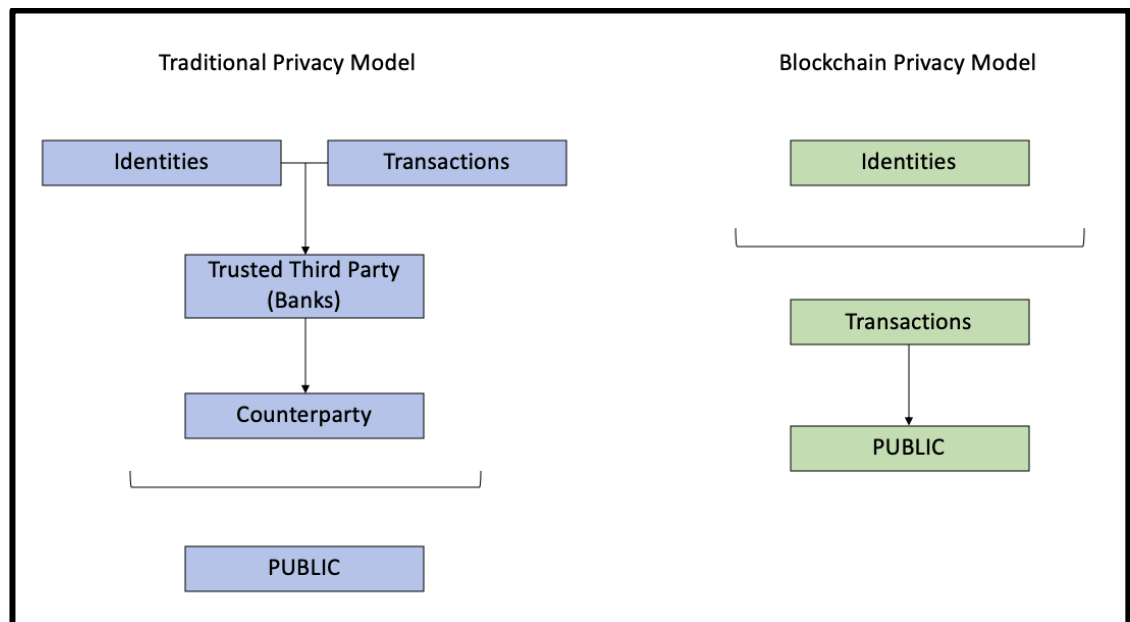 Traditional Privacy Model
Blockchain Privacy Model
Identities
Transactions
Identities
Trusted Third Party
(Banks)
Transactions
Counterparty
PUBLIC
PUBLIC